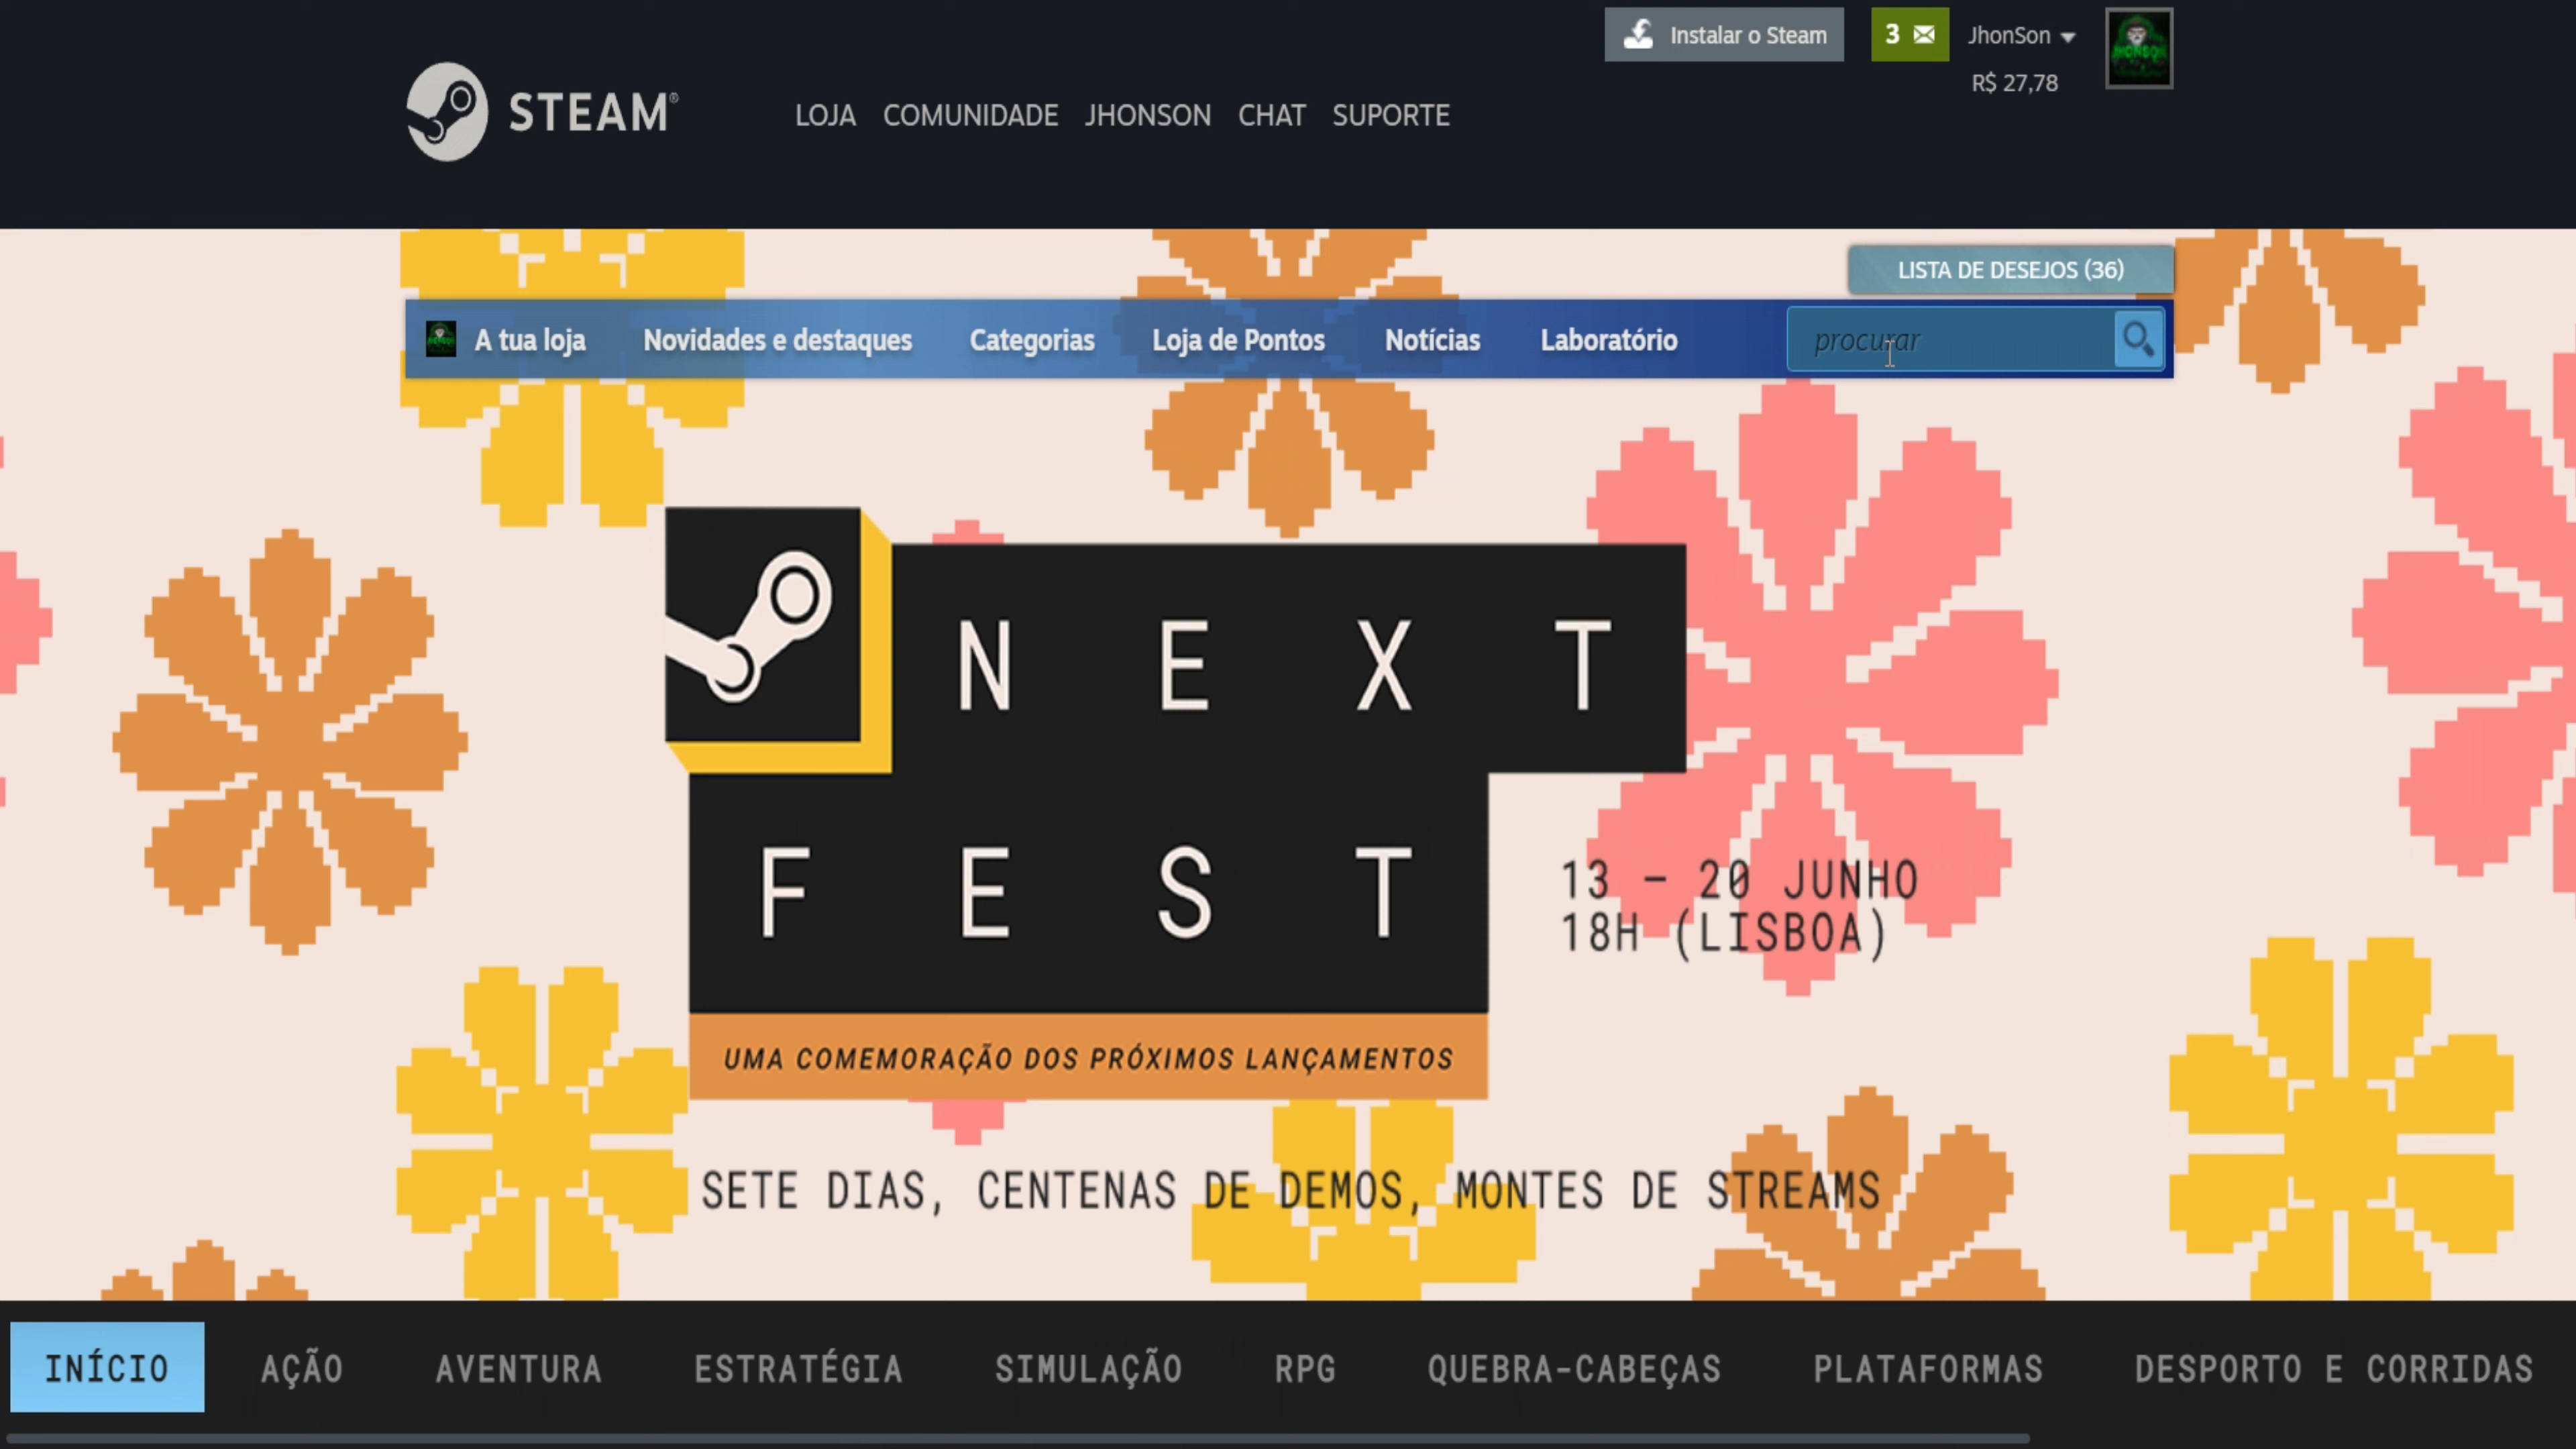 Instalar o Steam
3
JhonSon
R$ 27,78
STEAM®
LOJA COMUNIDADE JHONSON CHAT SUPORTE
LISTA DE DESEJOS (36)
A tua loja Novidades e destaques Categorias Loja de Pontos Notícias Laboratório procurar
NEXT
FEST
13 – 20 JUNHO
18H (LISBOA)
UMA COMEMORAÇÃO DOS PRÓXIMOS LANÇAMENTOS
SETE DIAS, CENTENAS DE DEMOS, MONTES DE STREAMS
INÍCIO AÇÃO AVENTURA ESTRATÉGIA SIMULAÇÃO RPG QUEBRA-CABEÇAS PLATAFORMAS DESPORTO E CORRIDAS